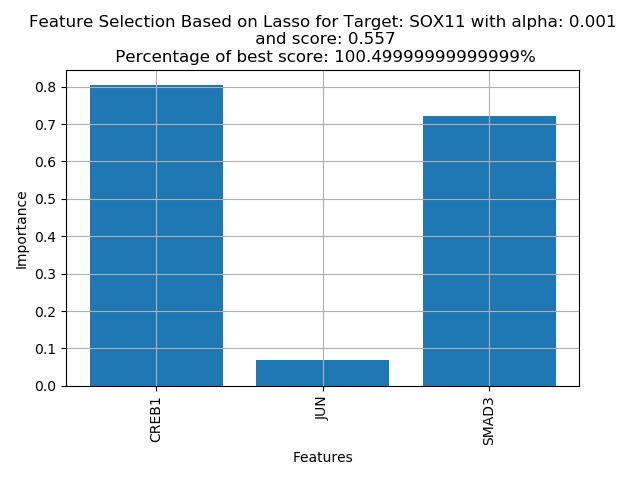 Feature Selection Based on Lasso for Target: SOX11 with alpha: 0.001
and score: 0.557
Percentage of best score: 100.49999999999999%
0.8
0.7
0.6
0.5
0.4
0.3
0.2
0.1
0.0
Importance
CREB1
JUN
SMAD3
Features